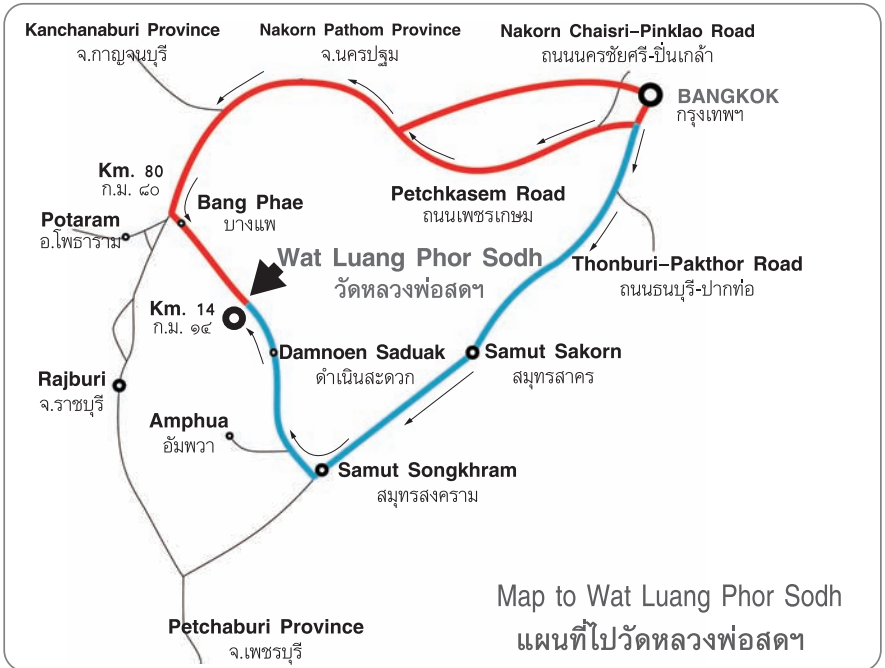 Kanchanaburi Province
จ.กาญจนบุรี
Nakorn Pathom Province
จ.นครปฐม
Nakorn Chaisri–Pinklao Road
ถนนนครชัยศรี-ปิ่นเกล้า
BANGKOK
กรุงเทพฯ
Km. 80
ก.ม. ๘๐
Bang Phae
บางแพ
Petchkasem Road
ถนนเพชรเกษม
Potaram
อ.โพธาราม
Wat Luang Phor Sodh
วัดหลวงพ่อสดฯ
Thonburi–Pakthor Road
ถนนธนบุรี-ปากท่อ
Km. 14
ก.ม. ๑๔
Damnoen Saduak
ดำเนินสะดวก
Samut Sakorn
สมุทรสาคร
Rajburi
จ.ราชบุรี
Amphua
อัมพวา
Samut Songkhram
สมุทรสงคราม
Petchaburi Province
จ.เพชรบุรี
Map to Wat Luang Phor Sodh
แผนที่ไปวัดหลวงพ่อสดฯ